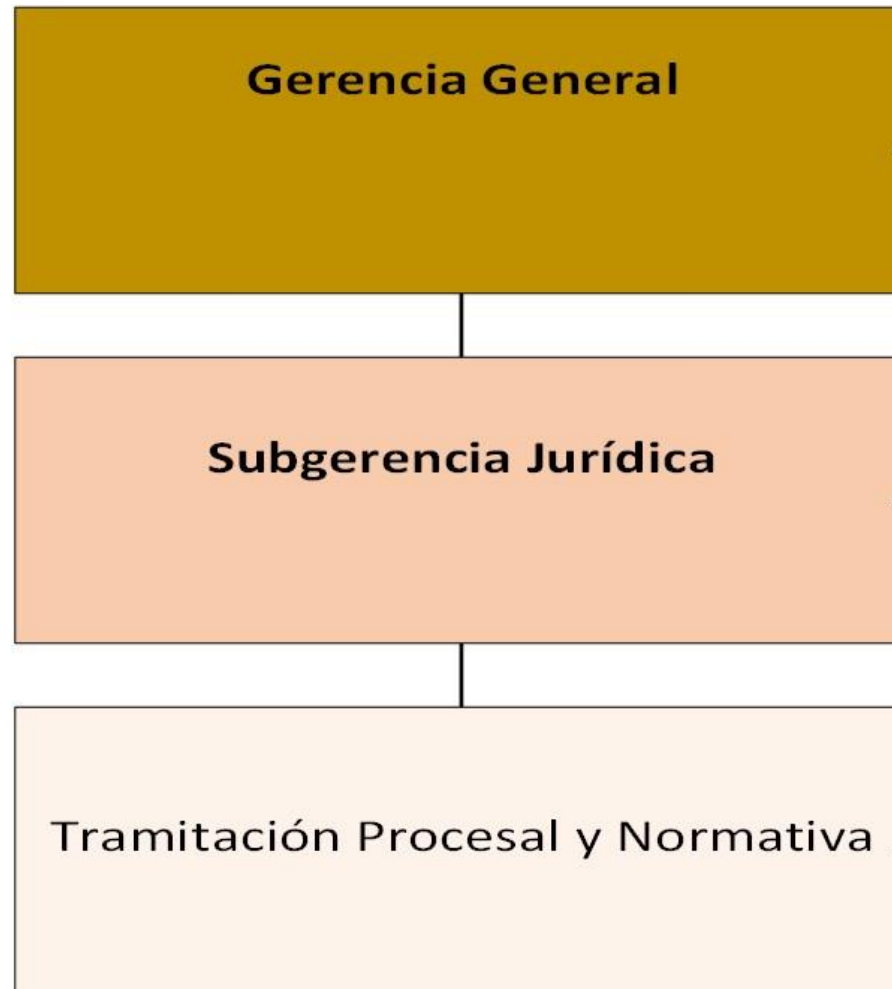 Gerencia General
Subgerencia Jurídica
Tramitación Procesal y Normativa